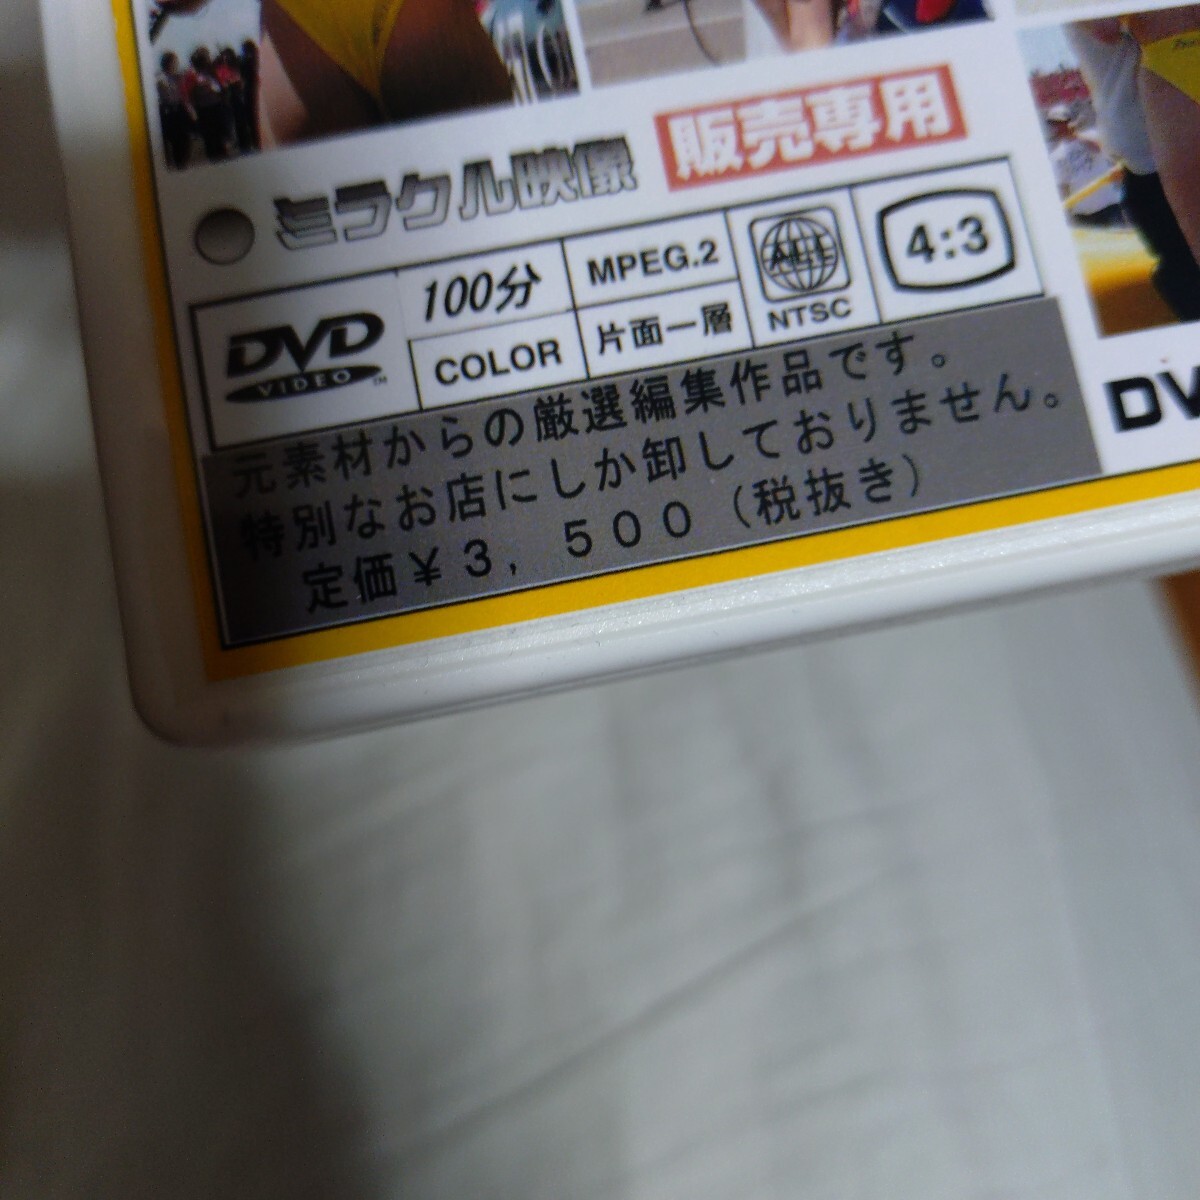 ミラクル映像 販売専用
DVD VIDEO™
100分
COLOR
MPEG.2
片面一層
ALL
NTSC
4:3
元素材からの厳選編集作品です。
特別なお店にしか卸しておりません。
定価￥3,500(税抜き)